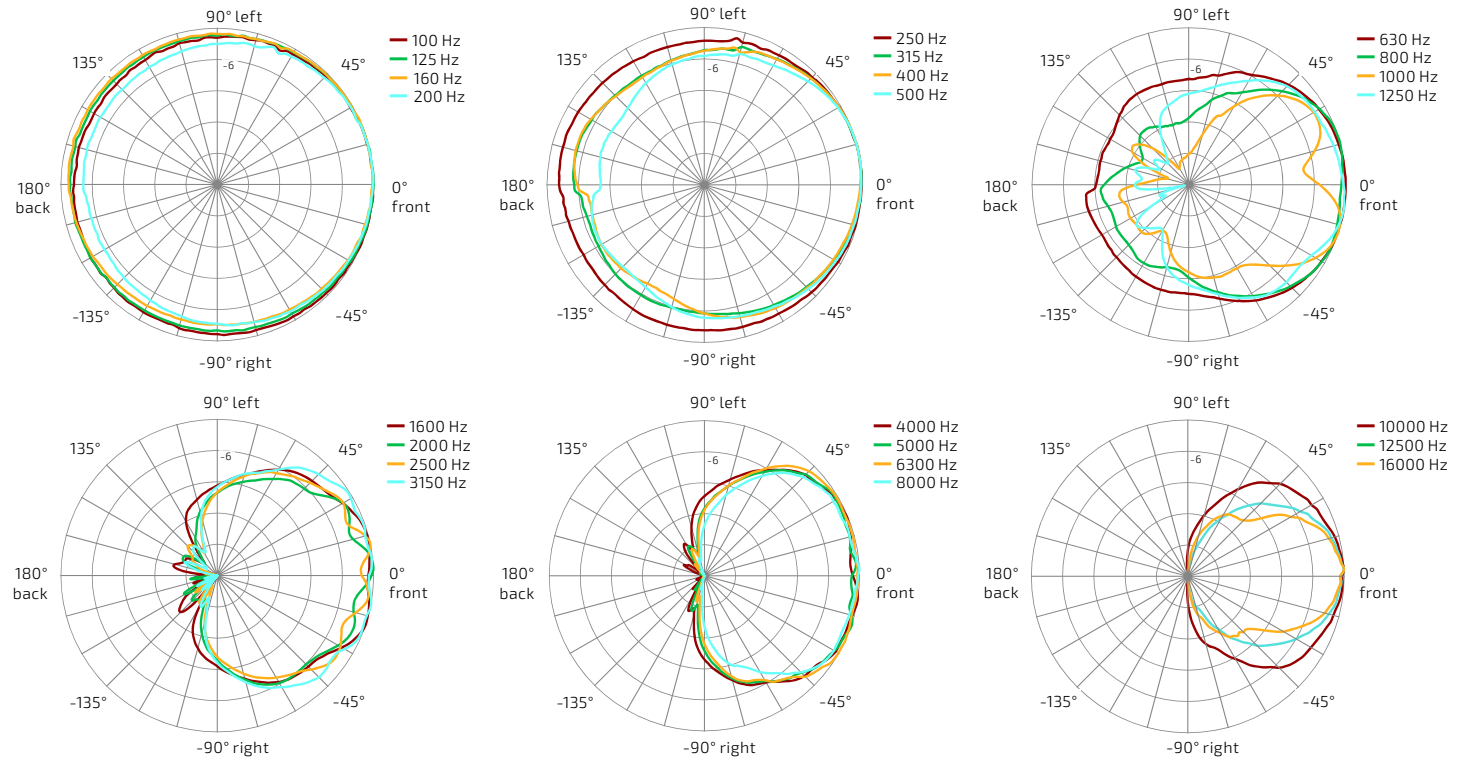 90° left
135°
45°
-6
180°
back
0°
front
-135°
-45°
-90° right
100 Hz
125 Hz
160 Hz
200 Hz
90° left
135°
45°
-6
180°
back
0°
front
-135°
-45°
-90° right
250 Hz
315 Hz
400 Hz
500 Hz
90° left
135°
45°
-6
180°
back
0°
front
-135°
-45°
-90° right
630 Hz
800 Hz
1000 Hz
1250 Hz
90° left
135°
45°
-6
180°
back
0°
front
-135°
-45°
-90° right
1600 Hz
2000 Hz
2500 Hz
3150 Hz
90° left
135°
45°
-6
180°
back
0°
front
-135°
-45°
-90° right
4000 Hz
5000 Hz
6300 Hz
8000 Hz
90° left
135°
45°
-6
180°
back
0°
front
-135°
-45°
-90° right
10000 Hz
12500 Hz
16000 Hz